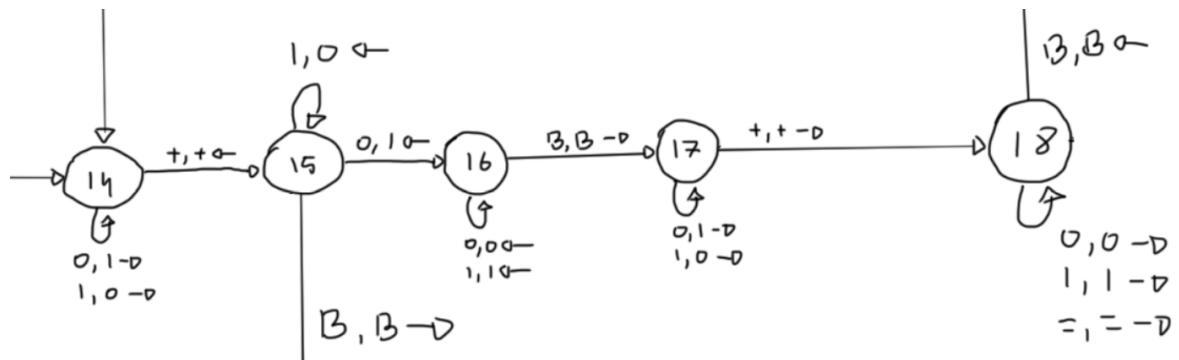 1, 0 ←
B, B ←
+, + ←
0, 1 ←
B, B →
+, + →
14
15
16
17
18
0, 1 →
1, 0 →
0, 0 ←
1, 1 ←
0, 1 →
1, 0 →
0, 0 →
1, 1 →
=, = →
B, B →